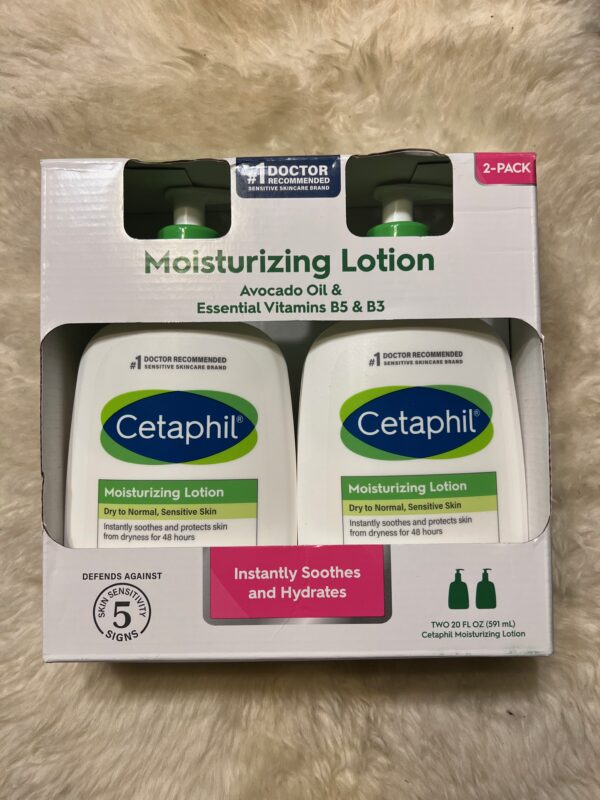 #1 DOCTOR
RECOMMENDED
SENSITIVE SKINCARE BRAND
2-PACK
Moisturizing Lotion
Avocado Oil &
Essential Vitamins B5 & B3
#1 DOCTOR RECOMMENDED
SENSITIVE SKINCARE BRAND
Cetaphil®
Moisturizing Lotion
Dry to Normal, Sensitive Skin
Instantly soothes and protects skin
from dryness for 48 hours
#1 DOCTOR RECOMMENDED
SENSITIVE SKINCARE BRAND
Cetaphil®
Moisturizing Lotion
Dry to Normal, Sensitive Skin
Instantly soothes and protects skin
from dryness for 48 hours
DEFENDS AGAINST
5
SKIN SENSITIVITY
SIGNS
Instantly Soothes
and Hydrates
TWO 20 FL OZ (591 mL)
Cetaphil Moisturizing Lotion